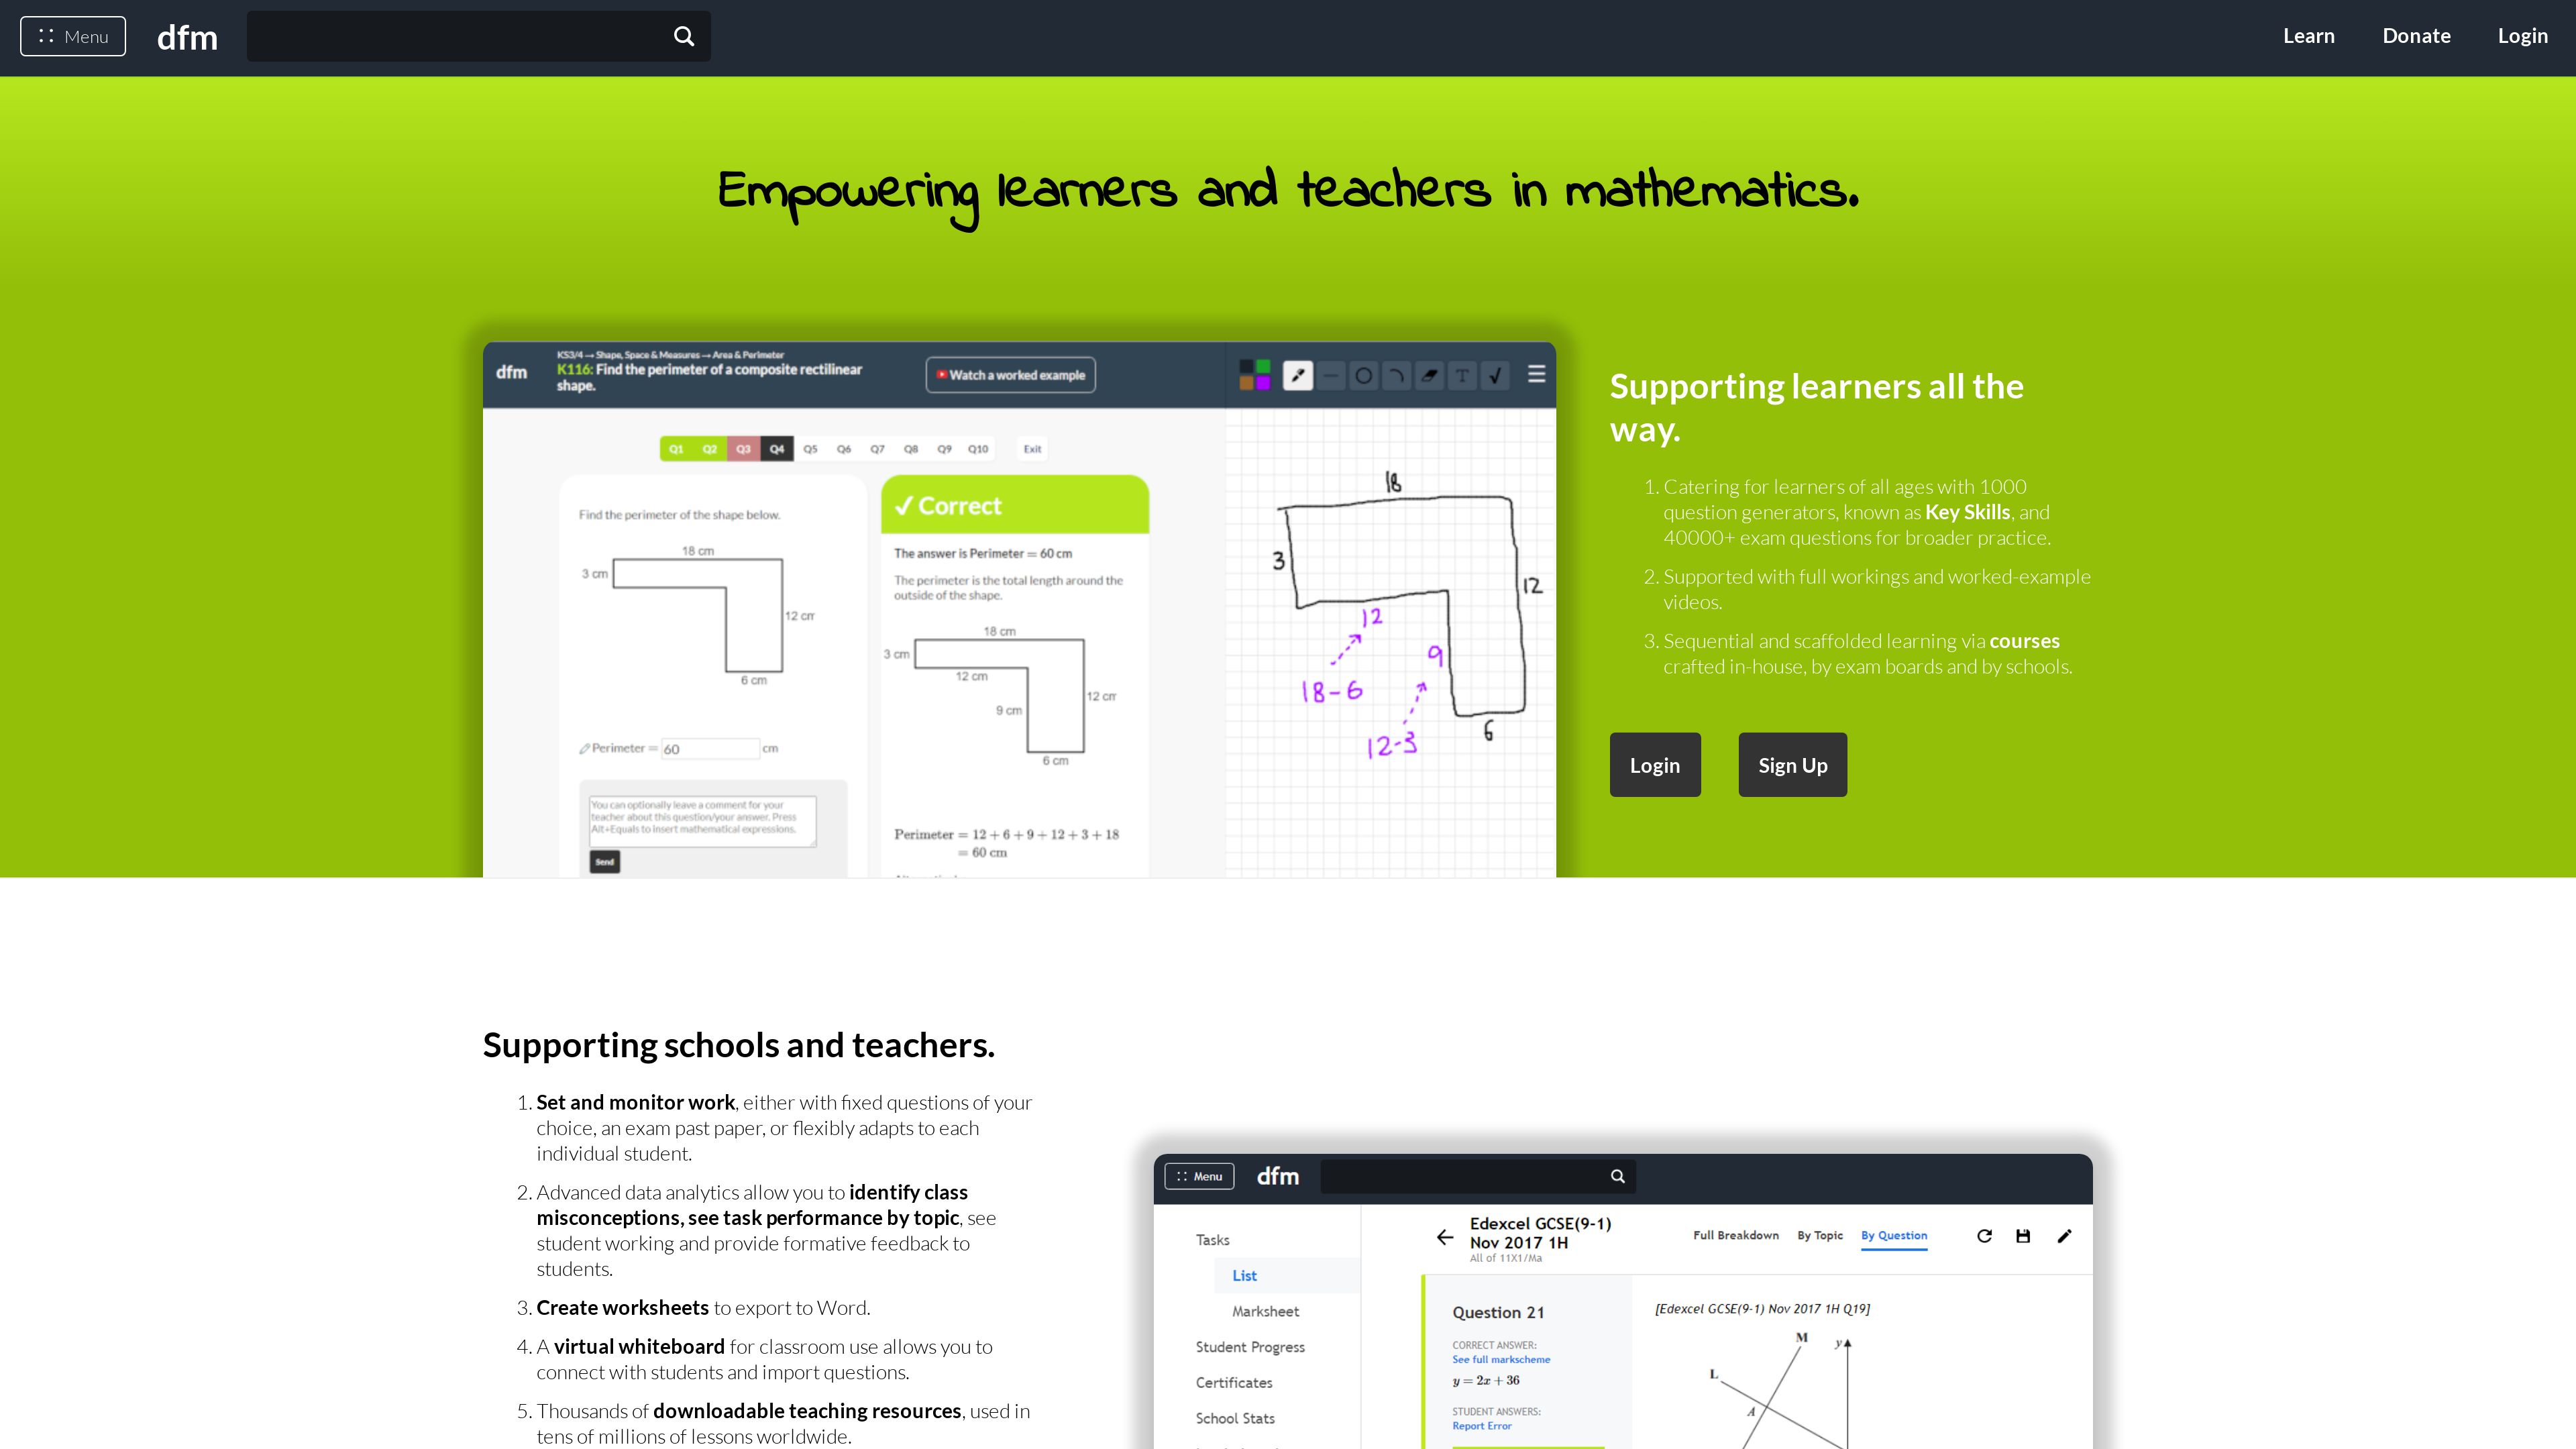 Menu
dfm
Learn
Donate
Login
Empowering learners and teachers in mathematics.
dfm
KS3/4 → Shape, Space & Measures → Area & Perimeter
K116: Find the perimeter of a composite rectilinear
shape.
Watch a worked example
T
Q1 Q2 Q3 Q4 Q5 Q6 Q7 Q8 Q9 Q10 Exit
Find the perimeter of the shape below.
18 cm
3 cm
12 cm
6 cm
Perimeter = 60 cm
You can optionally leave a comment for your
teacher about this question/your answer. Press
Alt+Equals to insert mathematical expressions.
Send
✓ Correct
The answer is Perimeter = 60 cm
The perimeter is the total length around the
outside of the shape.
18 cm
3 cm
12 cm
12 cm
9 cm
6 cm
Perimeter = 12 + 6 + 9 + 12 + 3 + 18
= 60 cm
18
3
12
12
9
18-6
12-3
6
Supporting learners all the
way.
1. Catering for learners of all ages with 1000
question generators, known as Key Skills, and
40000+ exam questions for broader practice.
2. Supported with full workings and worked-example
videos.
3. Sequential and scaffolded learning via courses
crafted in-house, by exam boards and by schools.
Login
Sign Up
Supporting schools and teachers.
1. Set and monitor work, either with fixed questions of your
choice, an exam past paper, or flexibly adapts to each
individual student.
2. Advanced data analytics allow you to identify class
misconceptions, see task performance by topic, see
student working and provide formative feedback to
students.
3. Create worksheets to export to Word.
4. A virtual whiteboard for classroom use allows you to
connect with students and import questions.
5. Thousands of downloadable teaching resources, used in
tens of millions of lessons worldwide.
Menu
dfm
Tasks
List
Marksheet
Student Progress
Certificates
School Stats
Edexcel GCSE(9-1)
Nov 2017 1H
All of 11X1/Ma
Full Breakdown
By Topic
By Question
Question 21
CORRECT ANSWER:
See full markscheme
y = 2x + 36
STUDENT ANSWERS:
Report Error
[Edexcel GCSE(9-1) Nov 2017 1H Q19]
M
y
L
A